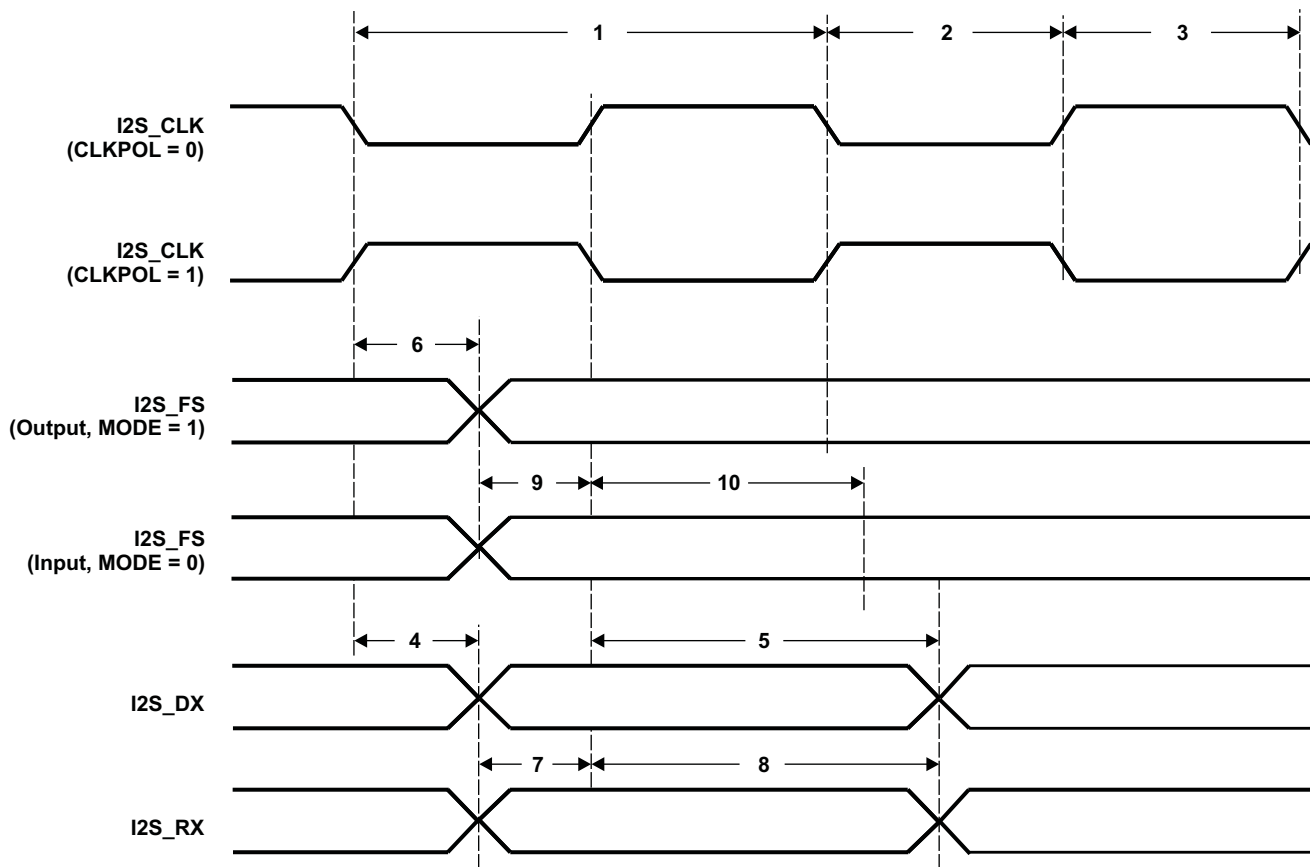 1
2
3
I2S_CLK
(CLKPOL = 0)
I2S_CLK
(CLKPOL = 1)
6
I2S_FS
(Output, MODE = 1)
9
10
I2S_FS
(Input, MODE = 0)
4
5
I2S_DX
7
8
I2S_RX